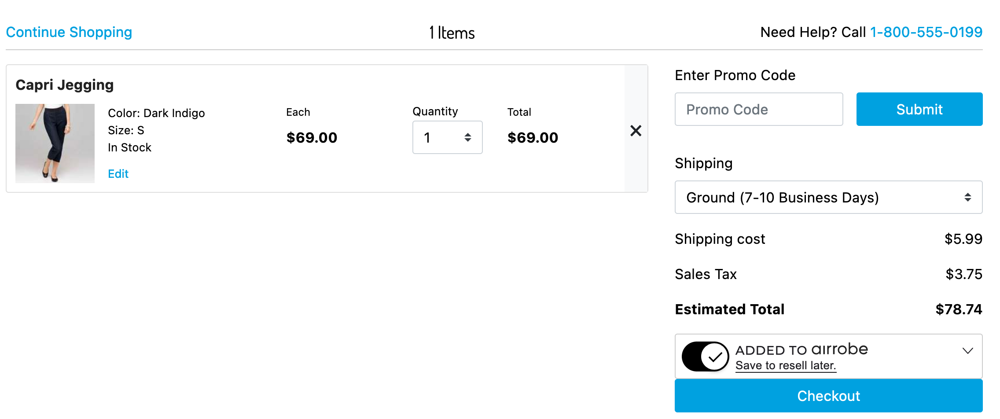 Continue Shopping
1 Items
Need Help? Call 1-800-555-0199
Capri Jegging
Color: Dark Indigo
Size: S
In Stock
Edit
Each
$69.00
Quantity
1
Total
$69.00
Enter Promo Code
Promo Code
Submit
Shipping
Ground (7-10 Business Days)
Shipping cost
$5.99
Sales Tax
$3.75
Estimated Total
$78.74
ADDED TO airrobe
Save to resell later.
Checkout